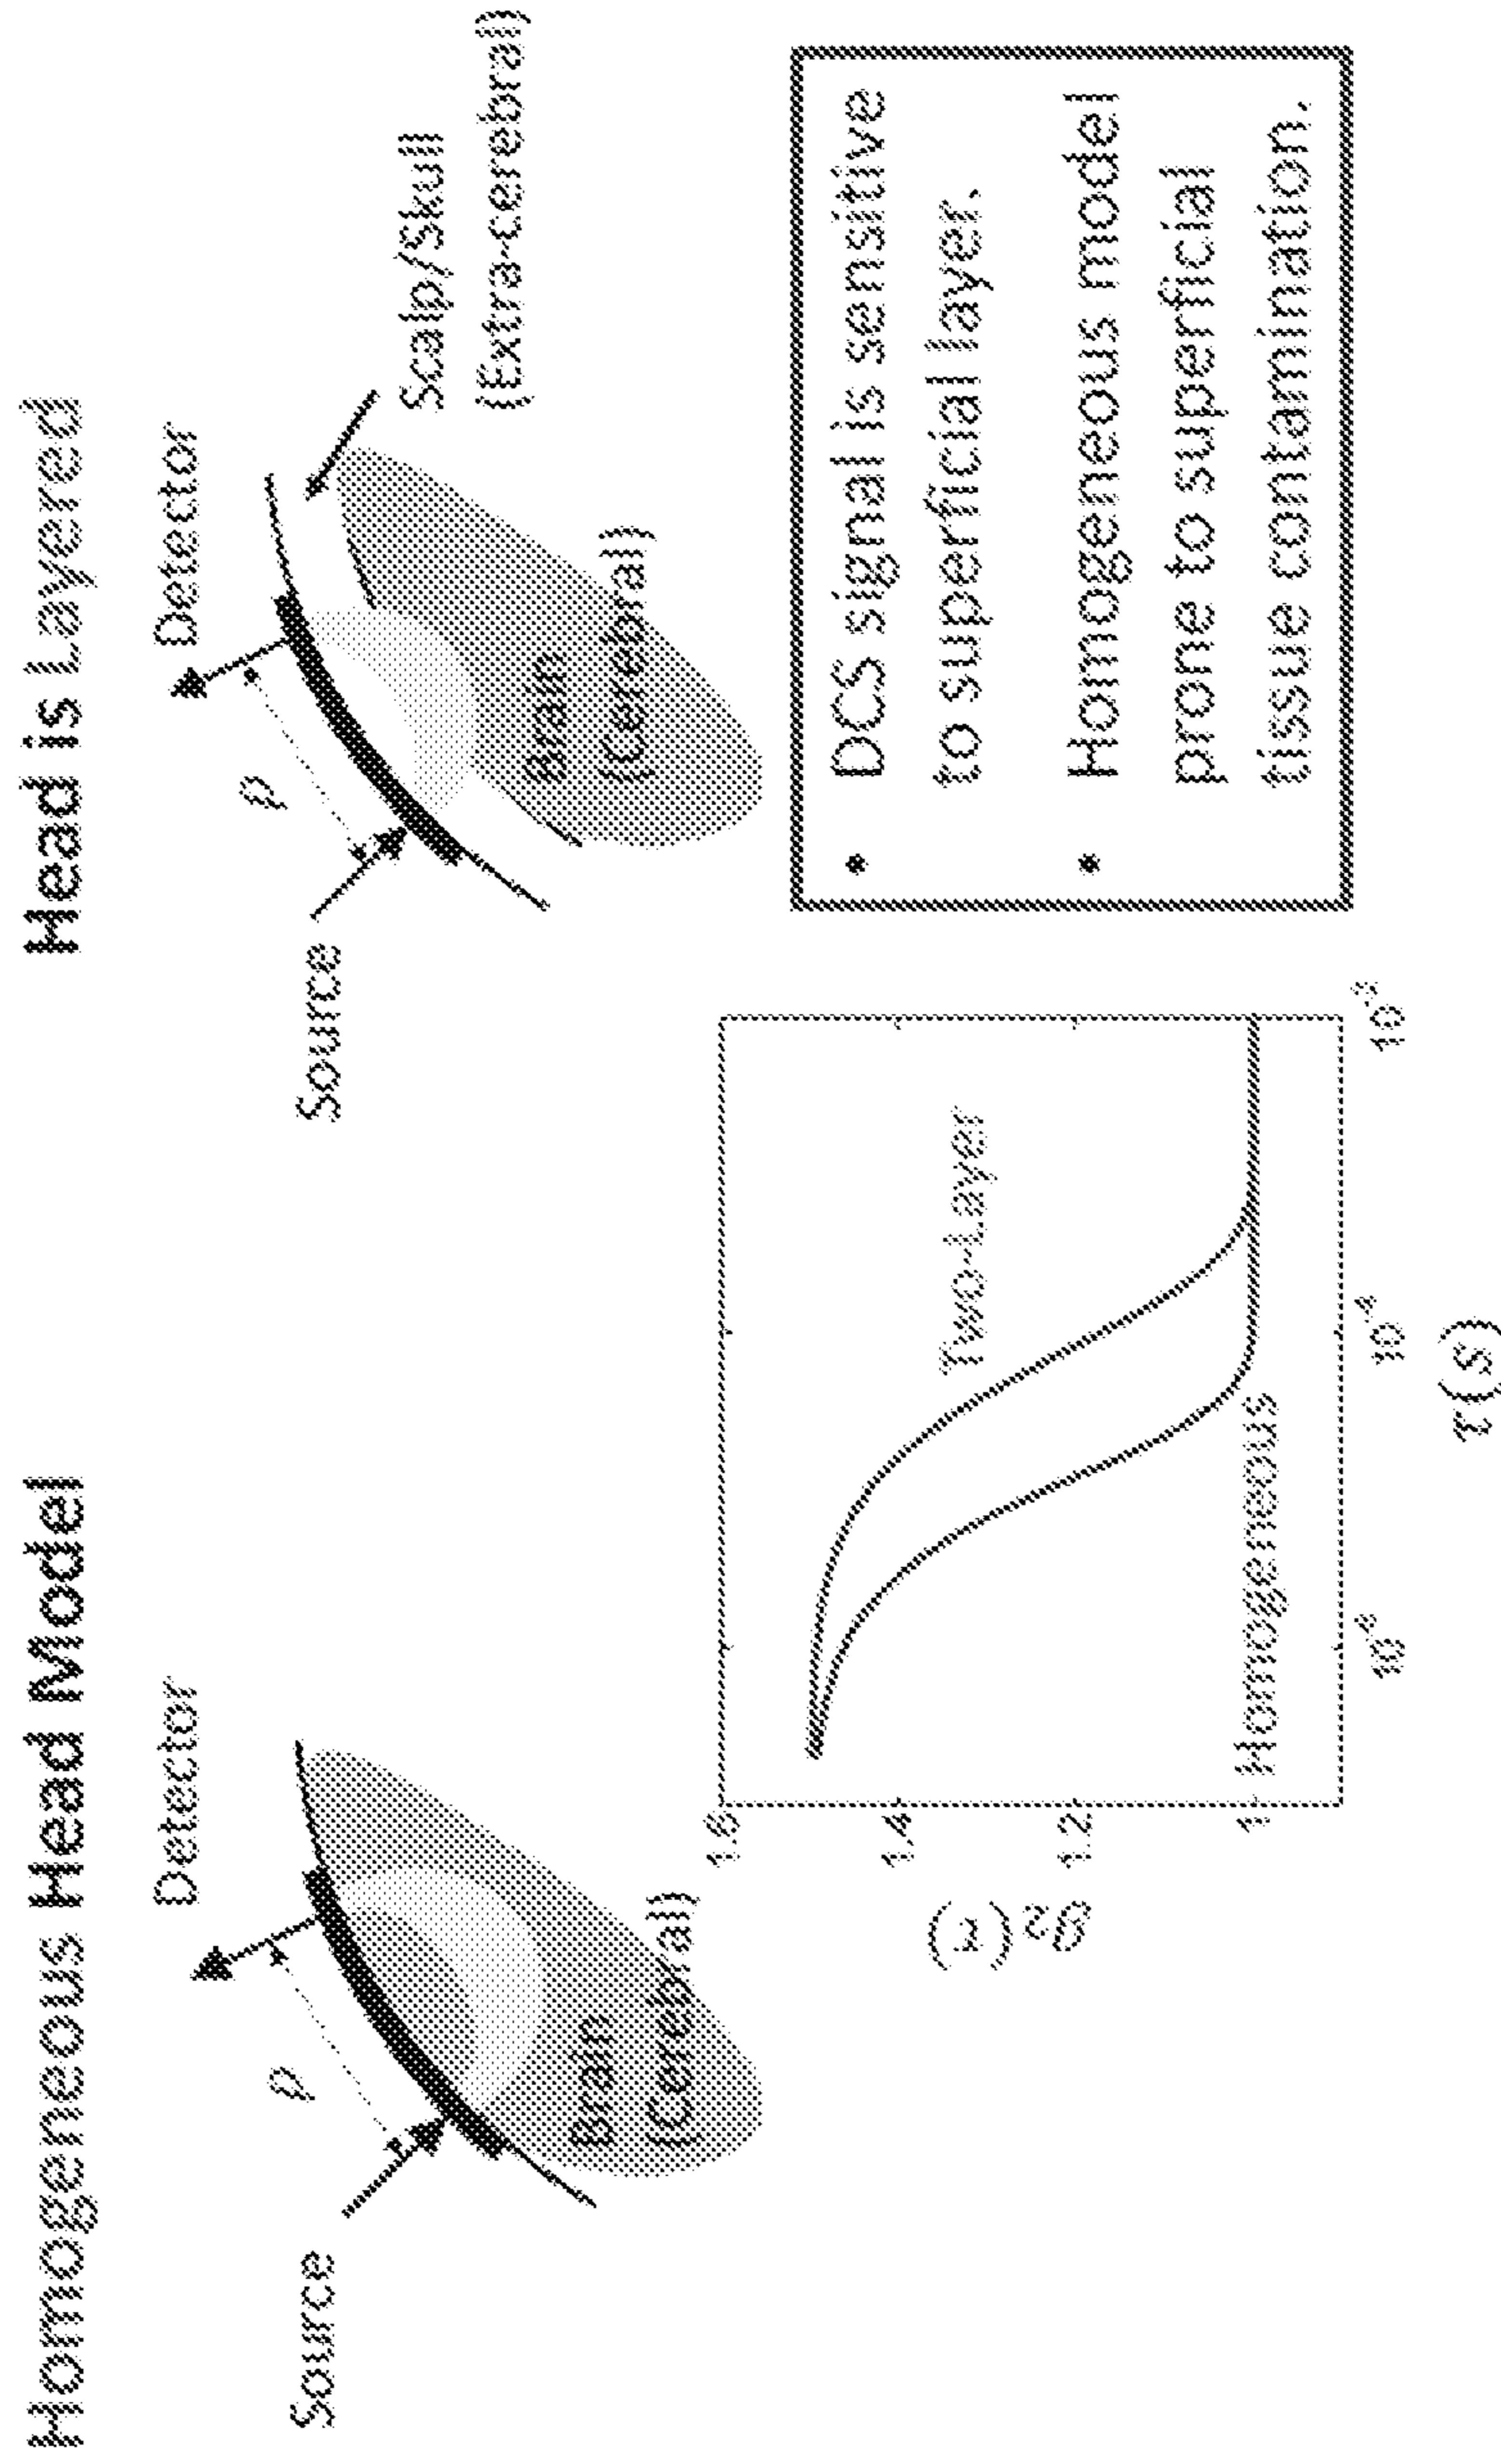 Homogeneous Head Model
Source
Detector
ρ
Brain
(Cerebral)
Head is Layered
Source
Detector
ρ
Scalp/Skull
(Extra-cerebral)
Brain
(Cerebral)
g₂(τ)
1.6
1.4
1.2
1
Two-Layer
Homogeneous
10⁻⁴
τ(s)
• DCS signal is sensitive
to superficial layer.
• Homogeneous model
prone to superficial
tissue contamination.